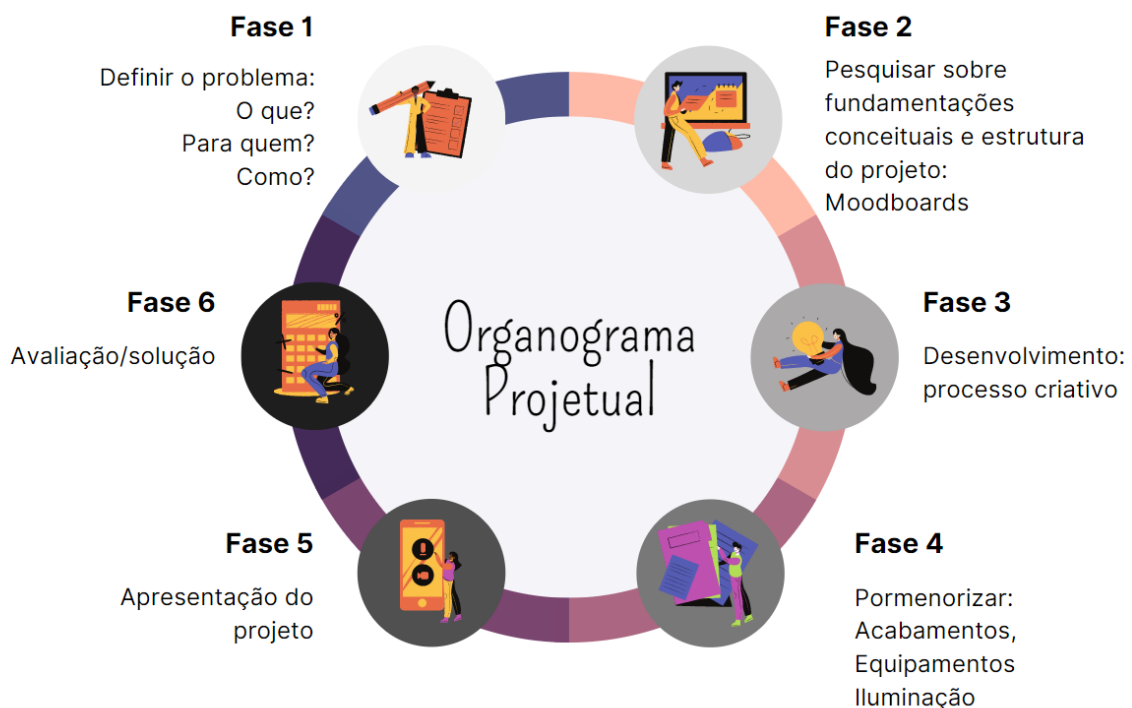 Fase 1
Definir o problema:
O que?
Para quem?
Como?
Fase 2
Pesquisar sobre
fundamentações
conceituais e estrutura
do projeto:
Moodboards
Fase 3
Desenvolvimento:
processo criativo
Fase 4
Pormenorizar:
Acabamentos,
Equipamentos
Iluminação
Fase 5
Apresentação do
projeto
Fase 6
Avaliação/solução
Organograma
Projetual